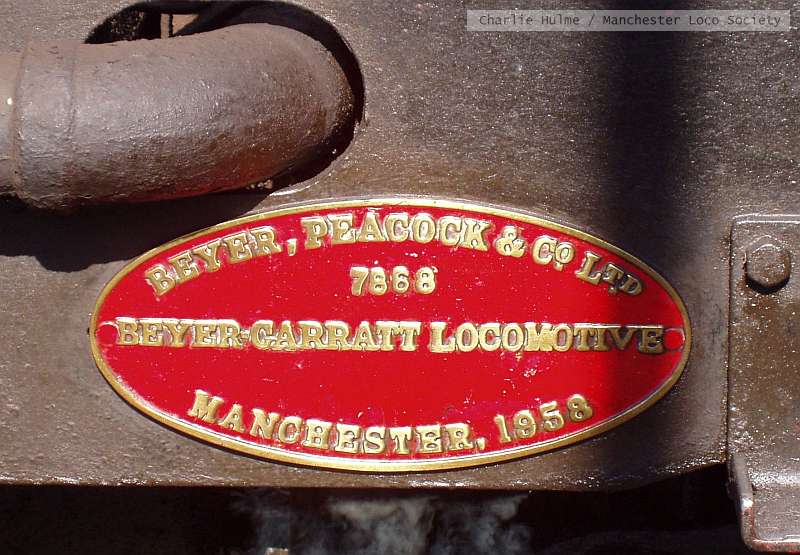 Charlie Hulme / Manchester Loco Society
BEYER, PEACOCK & CO LTD
7868
BEYER-GARRATT LOCOMOTIVE
MANCHESTER, 1958